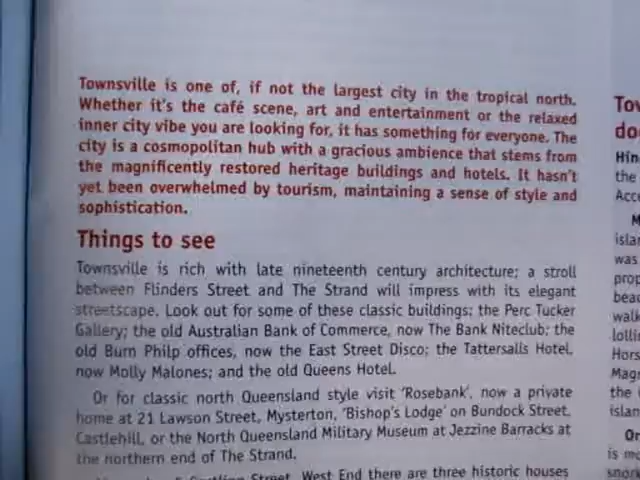 Townsville is one of, if not the largest city in the tropical north.
Whether it's the café scene, art and entertainment or the relaxed
inner city vibe you are looking for, it has something for everyone. The
city is a cosmopolitan hub with a gracious ambience that stems from
the magnificently restored heritage buildings and hotels. It hasn't
yet been overwhelmed by tourism, maintaining a sense of style and
sophistication.
Things to see
Townsville is rich with late nineteenth century architecture; a stroll
between Flinders Street and The Strand will impress with its elegant
streetscape. Look out for some of these classic buildings: the Perc Tucker
Gallery; the old Australian Bank of Commerce, now The Bank Niteclub; the
old Burn Philp offices, now the East Street Disco; the Tattersalls Hotel,
now Molly Malones; and the old Queens Hotel.
Or for classic north Queensland style visit 'Rosebank', now a private
home at 21 Lawson Street, Mysterton, 'Bishop's Lodge' on Bundock Street,
Castlehill, or the North Queensland Military Museum at Jezzine Barracks at
the northern end of The Strand.
Street, West End there are three historic houses